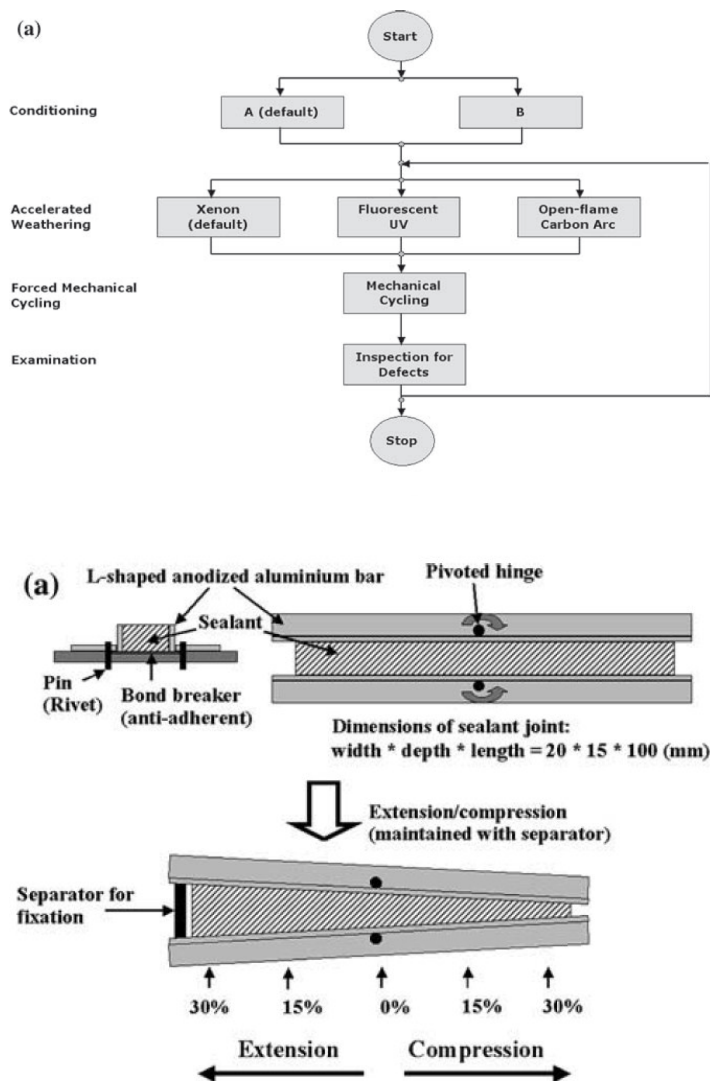 (a)
Start
Conditioning
A (default)
B
Accelerated
Weathering
Xenon
(default)
Fluorescent
UV
Open-flame
Carbon Arc
Forced Mechanical
Cycling
Mechanical
Cycling
Examination
Inspection for
Defects
Stop
(a)
L-shaped anodized aluminium bar
Pivoted hinge
Sealant
Pin
(Rivet)
Bond breaker
(anti-adherent)
Dimensions of sealant joint:
width * depth * length = 20 * 15 * 100 (mm)
Extension/compression
(maintained with separator)
Separator for
fixation
30% 15% 0% 15% 30%
Extension Compression